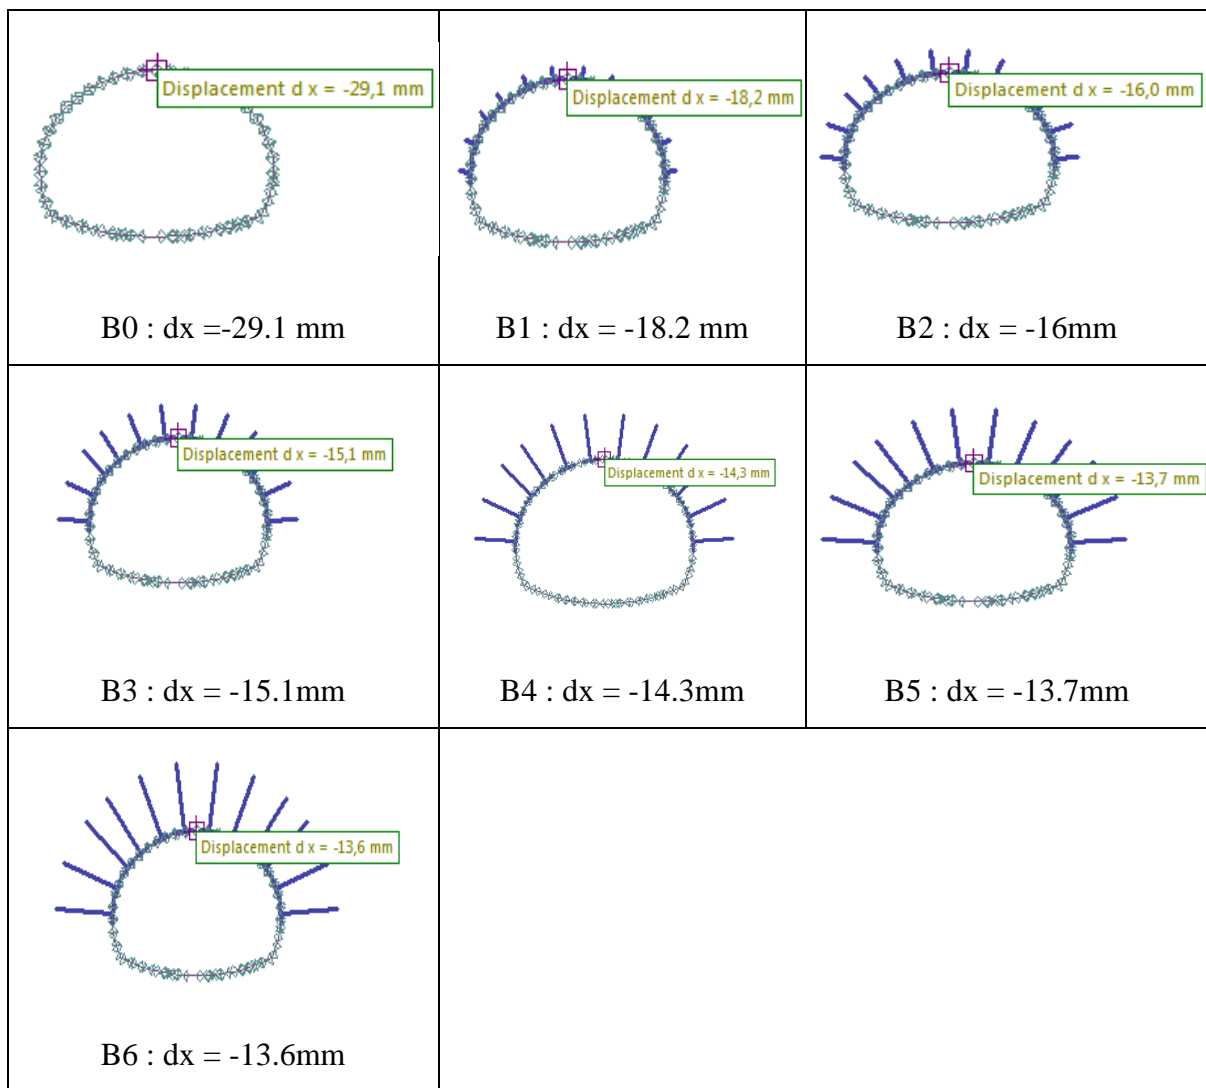 Displacement d x = -29,1 mm
B0 : dx =-29.1 mm
Displacement d x = -18,2 mm
B1 : dx = -18.2 mm
Displacement d x = -16,0 mm
B2 : dx = -16mm
Displacement d x = -15,1 mm
B3 : dx = -15.1mm
Displacement d x = -14,3 mm
B4 : dx = -14.3mm
Displacement d x = -13,7 mm
B5 : dx = -13.7mm
Displacement d x = -13,6 mm
B6 : dx = -13.6mm